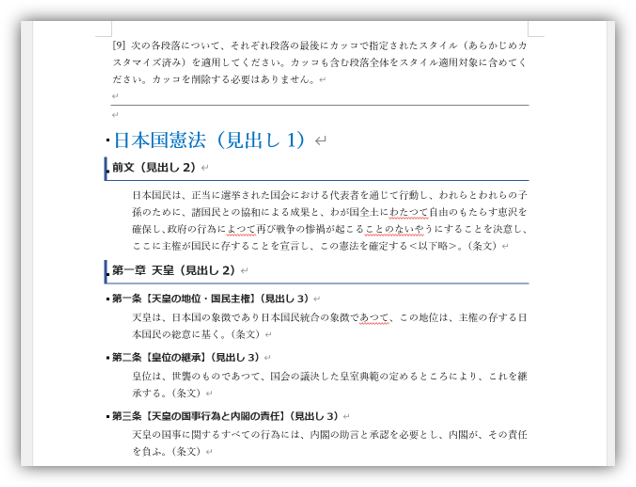 [9] 次の各段落について、それぞれ段落の最後にカッコで指定されたスタイル（あらかじめカ
スタマイズ済み）を適用してください。カッコも含む段落全体をスタイル適用対象に含めてく
ださい。カッコを削除する必要はありません。
日本国憲法（見出し 1）
前文（見出し 2）
日本国民は、正当に選挙された国会における代表者を通じて行動し、われらとわれらの子
孫のために、諸国民との協和による成果と、わが国全土にわたつて自由のもたらす恵沢を
確保し、政府の行為によつて再び戦争の惨禍が起こることのないやうにすることを決意し、
ここに主権が国民に存することを宣言し、この憲法を確定する＜以下略＞。（条文）
第一章 天皇（見出し 2）
第一条【天皇の地位・国民主権】（見出し 3）
天皇は、日本国の象徴であり日本国民統合の象徴であつて、この地位は、主権の存する日
本国民の総意に基く。（条文）
第二条【皇位の継承】（見出し 3）
皇位は、世襲のものであつて、国会の議決した皇室典範の定めるところにより、これを継
承する。（条文）
第三条【天皇の国事行為と内閣の責任】（見出し 3）
天皇の国事に関するすべての行為には、内閣の助言と承認を必要とし、内閣が、その責任
を負ふ。（条文）